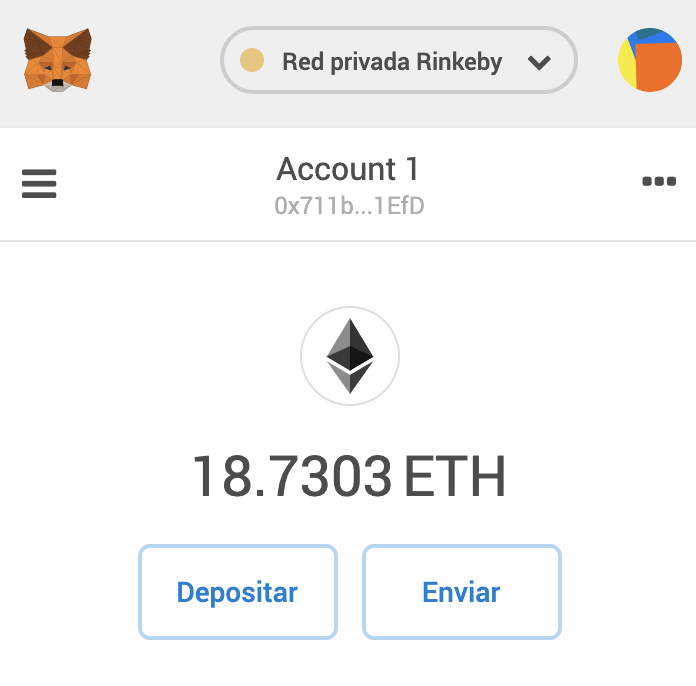 Red privada Rinkeby
Account 1
0x711b...1EfD
18.7303 ETH
Depositar
Enviar